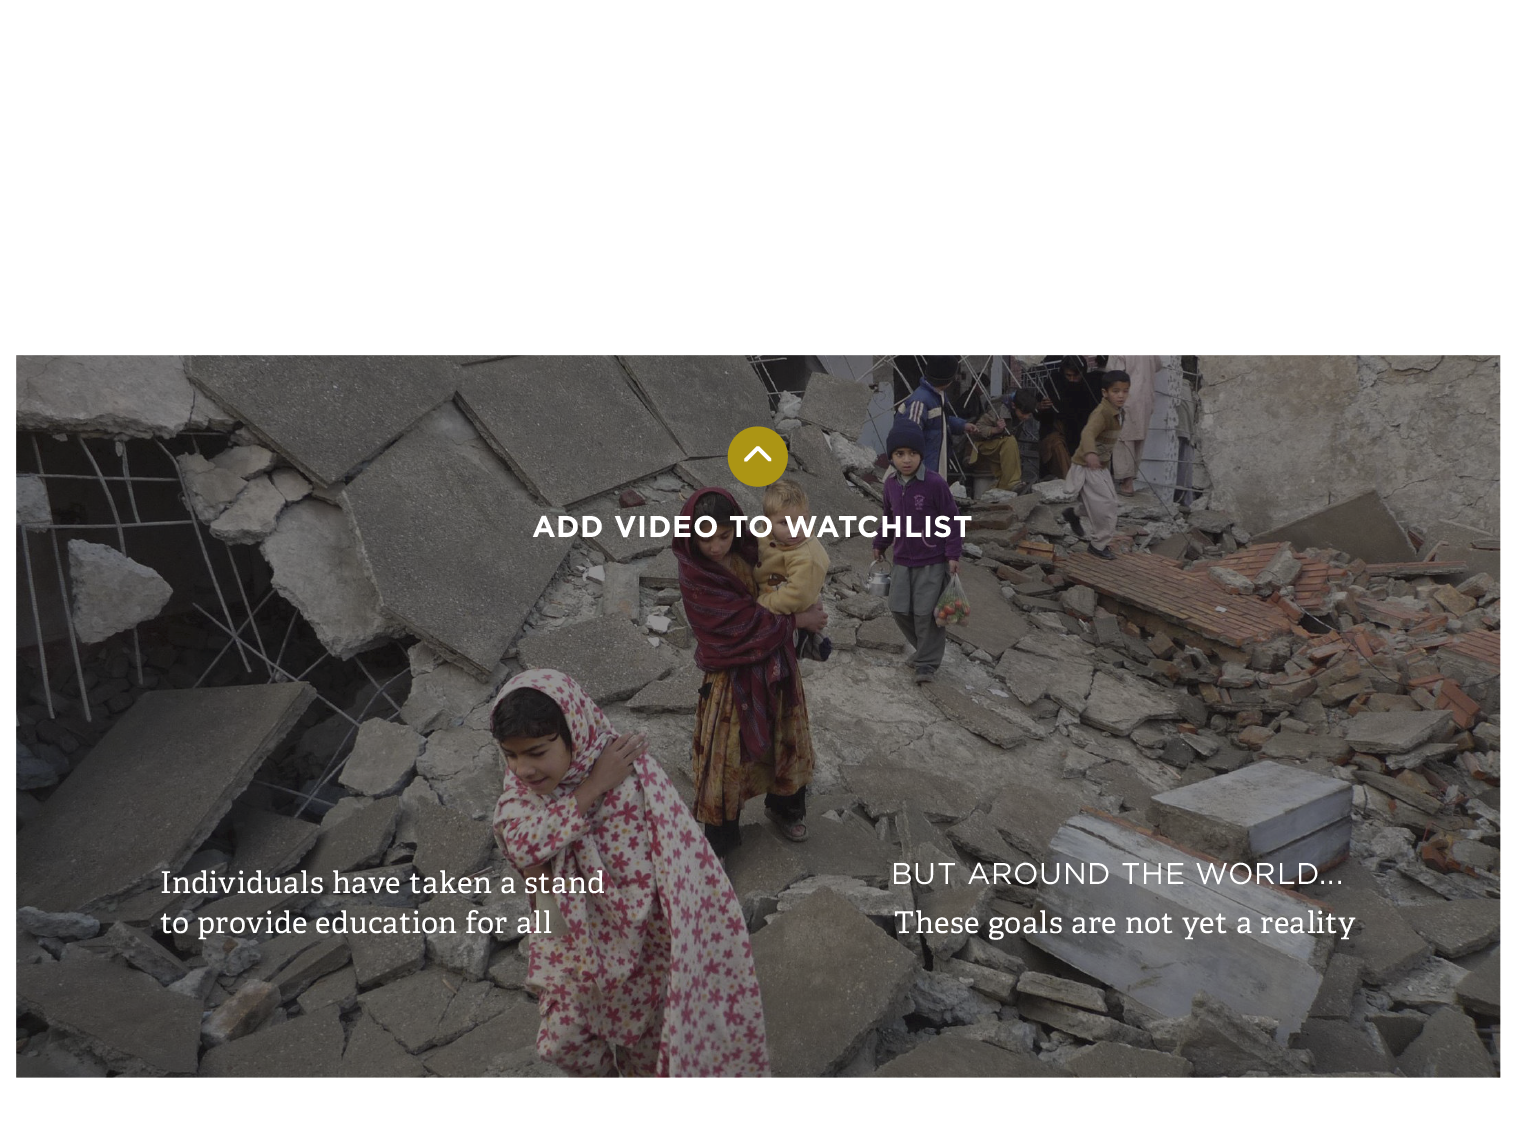 ADD VIDEO TO WATCHLIST
Individuals have taken a stand
to provide education for all
BUT AROUND THE WORLD...
These goals are not yet a reality